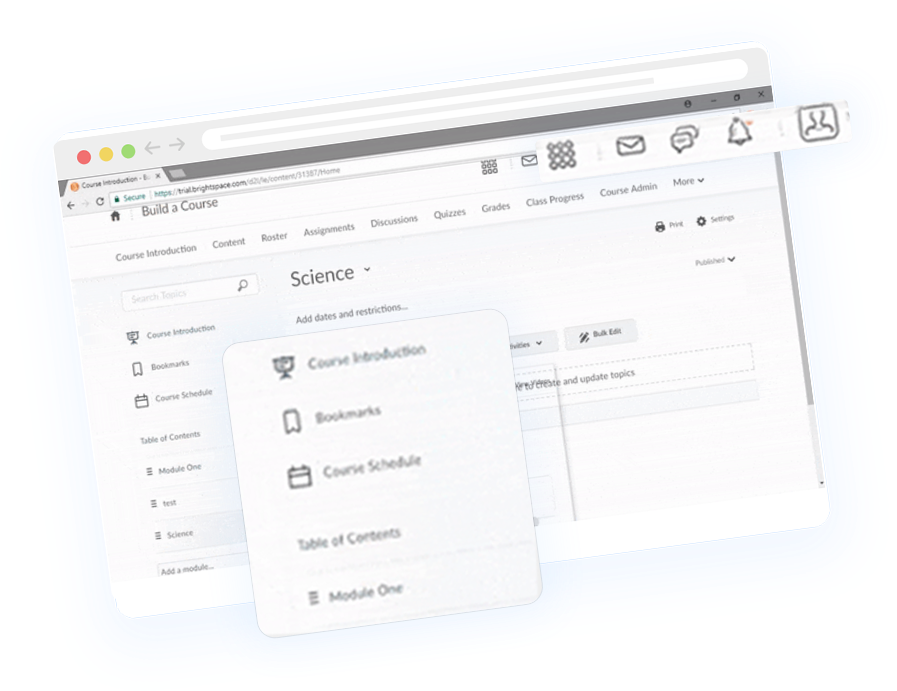 Course Introduction - B
Secure
https://trial.brightspace.com/d2l/le/content/31387/Home
Build a Course
Course Introduction
Content
Roster
Assignments
Discussions
Quizzes
Grades
Class Progress
Course Admin
More
Print
Settings
Search Topics
Science
Published
Add dates and restrictions...
Course Introduction
Bookmarks
Course Schedule
Table of Contents
Module One
test
Science
Add a module...
Bulk Edit
to create and update topics
Course Introduction
Bookmarks
Course Schedule
Table of Contents
Module One